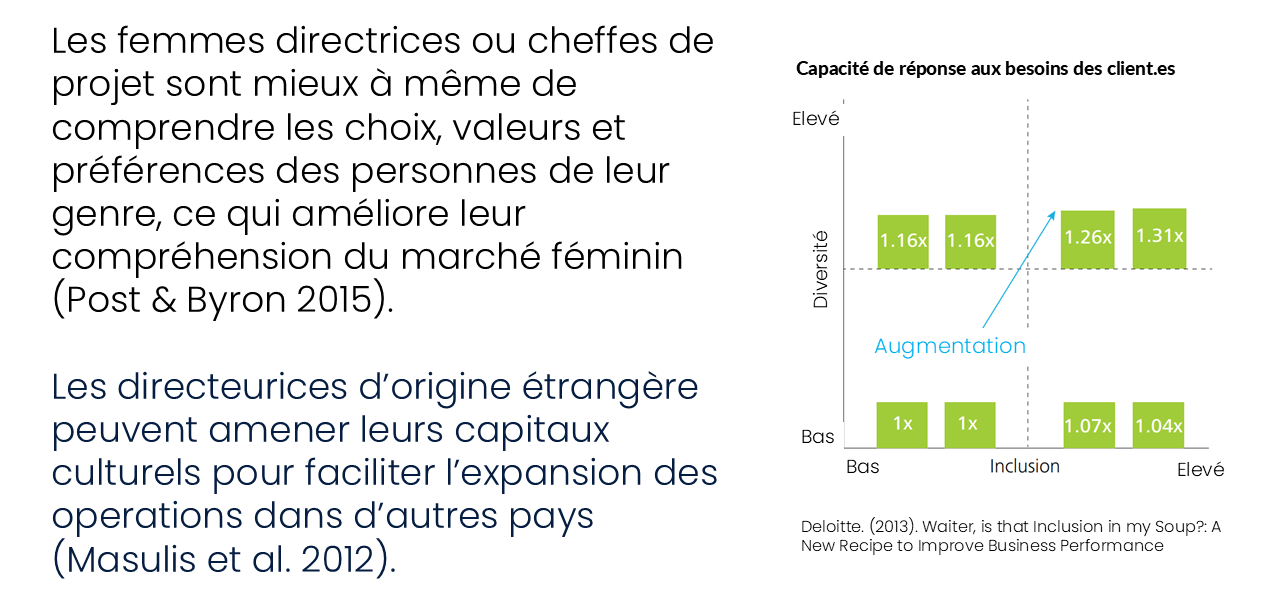 Les femmes directrices ou cheffes de
projet sont mieux à même de
comprendre les choix, valeurs et
préférences des personnes de leur
genre, ce qui améliore leur
compréhension du marché féminin
(Post & Byron 2015).
Les directeurices d’origine étrangère
peuvent amener leurs capitaux
culturels pour faciliter l’expansion des
operations dans d’autres pays
(Masulis et al. 2012).
Capacité de réponse aux besoins des client.es
Elevé
Diversité
1.16x 1.16x 1.26x 1.31x
Augmentation
Bas
1x 1x 1.07x 1.04x
Bas Inclusion Elevé
Deloitte. (2013). Waiter, is that Inclusion in my Soup?: A
New Recipe to Improve Business Performance